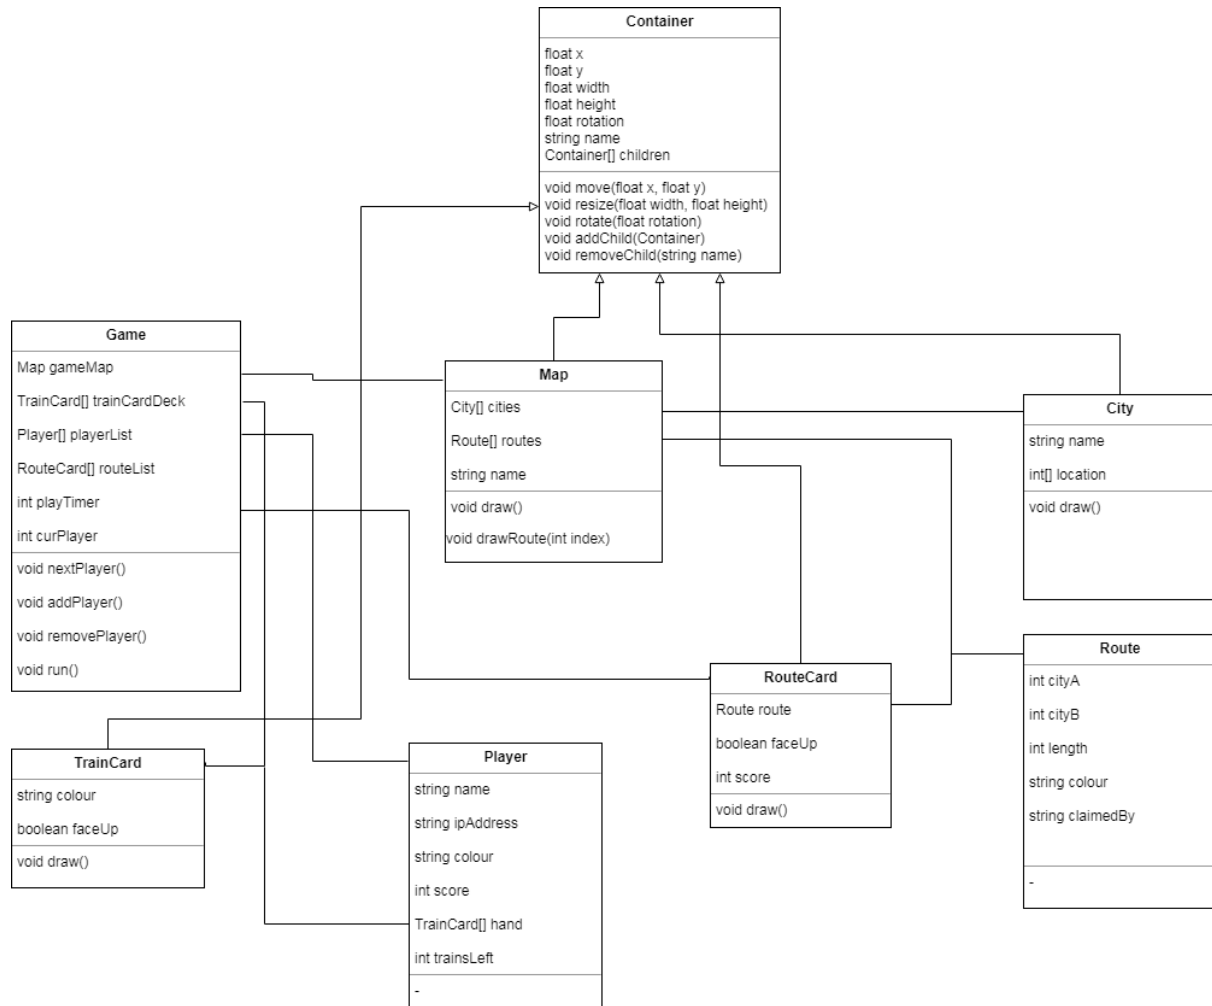 Container
float x
float y
float width
float height
float rotation
string name
Container[] children
void move(float x, float y)
void resize(float width, float height)
void rotate(float rotation)
void addChild(Container)
void removeChild(string name)
Game
Map gameMap
TrainCard[] trainCardDeck
Player[] playerList
RouteCard[] routeList
int playTimer
int curPlayer
void nextPlayer()
void addPlayer()
void removePlayer()
void run()
Map
City[] cities
Route[] routes
string name
void draw()
void drawRoute(int index)
City
string name
int[] location
void draw()
TrainCard
string colour
boolean faceUp
void draw()
Player
string name
string ipAddress
string colour
int score
TrainCard[] hand
int trainsLeft
-
RouteCard
Route route
boolean faceUp
int score
void draw()
Route
int cityA
int cityB
int length
string colour
string claimedBy
-